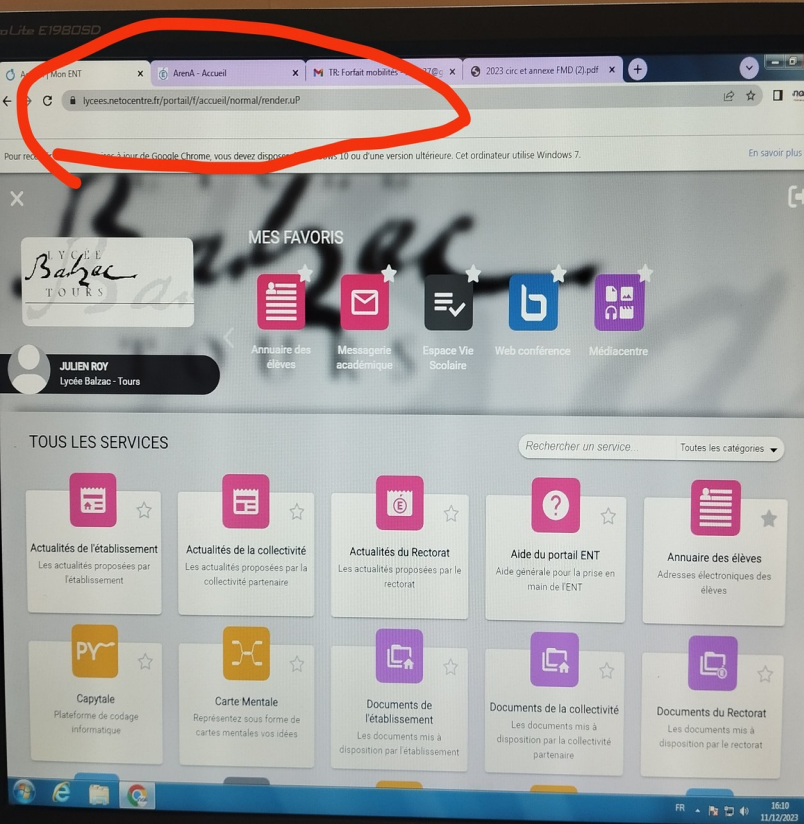 E1980SD
Mon ENT
ArenA - Accueil
TR: Forfait mobilités
2023 circ et annexe FMD (2).pdf
lycees.netocentre.fr/portail/f/accueil/normal/render.uP
Pour à jour de Google Chrome, vous devez 10 ou d'une version ultérieure. Cet ordinateur utilise Windows 7.
En savoir plus
MES FAVORIS
LYCÉE
Balzac
TOURS
Annuaire des élèves
Messagerie académique
Espace Vie Scolaire
Web conférence
Médiacentre
JULIEN ROY
Lycée Balzac - Tours
TOUS LES SERVICES
Rechercher un service...
Toutes les catégories
Actualités de l'établissement
Les actualités proposées par
l'établissement
Actualités de la collectivité
Les actualités proposées par la
collectivité partenaire
Actualités du Rectorat
Les actualités proposées par le
rectorat
Aide du portail ENT
Aide générale pour la prise en
main de l'ENT
Annuaire des élèves
Adresses électroniques des
élèves
PY
Capytale
Plateforme de codage
informatique
Carte Mentale
Représentez sous forme de
cartes mentales vos idées
Documents de
l'établissement
Les documents mis à
disposition par l'établissement
Documents de la collectivité
Les documents mis à
disposition par la collectivité
partenaire
Documents du Rectorat
Les documents mis à
disposition par le rectorat
FR
16:10
11/12/2023